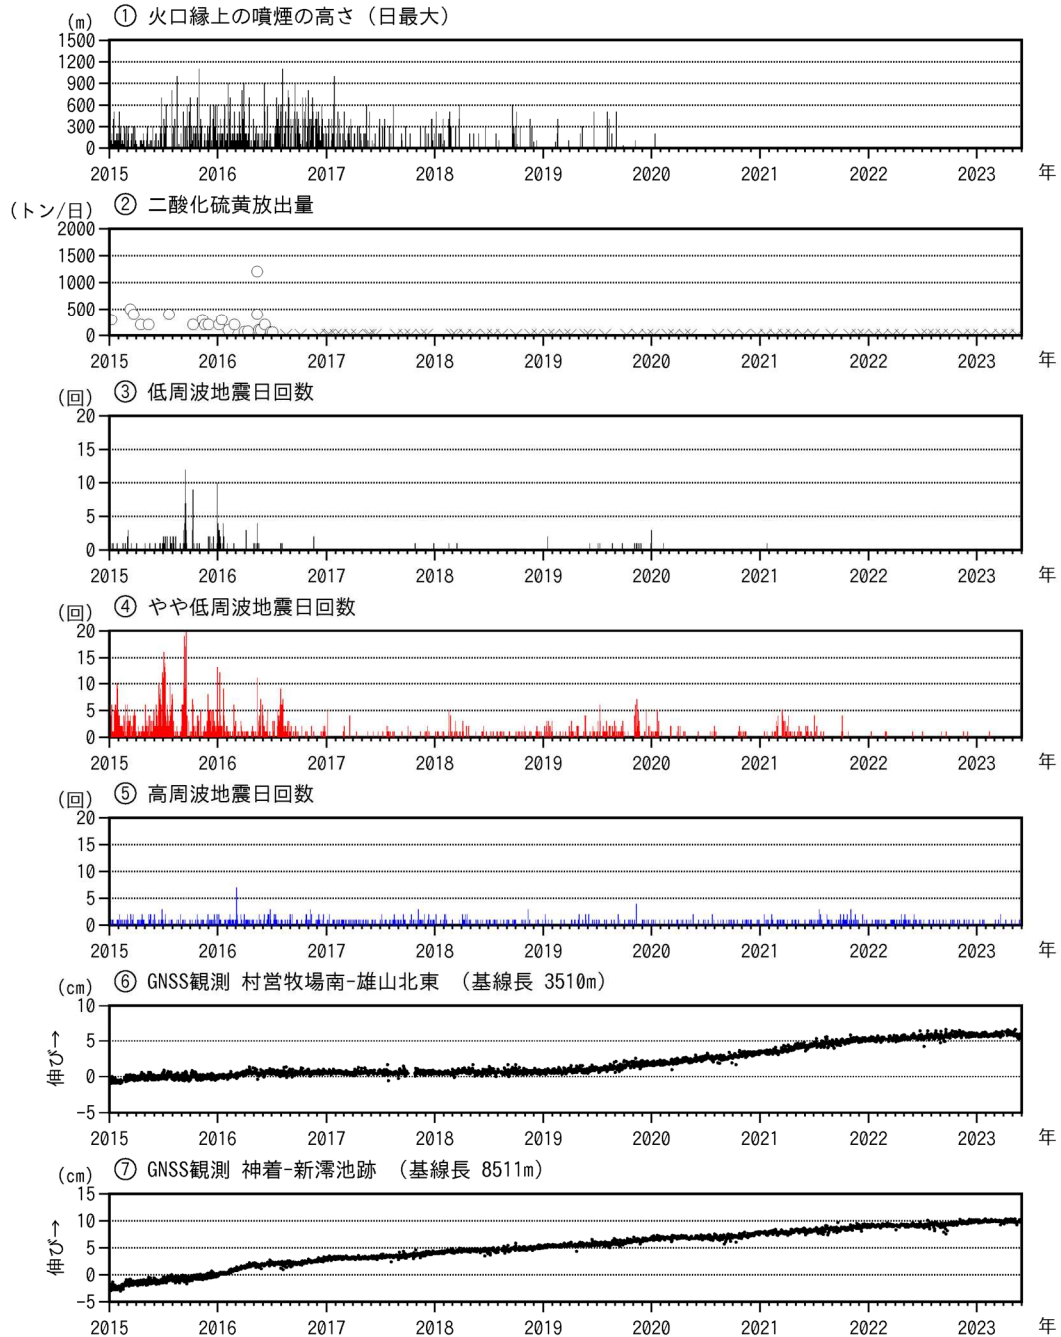 (m) ① 火口縁上の噴煙の高さ（日最大）
1500
1200
900
600
300
0
2015 2016 2017 2018 2019 2020 2021 2022 2023 年
(トン/日) ② 二酸化硫黄放出量
2000
1500
1000
500
0
2015 2016 2017 2018 2019 2020 2021 2022 2023 年
(回) ③ 低周波地震日回数
20
15
10
5
0
2015 2016 2017 2018 2019 2020 2021 2022 2023 年
(回) ④ やや低周波地震日回数
20
15
10
5
0
2015 2016 2017 2018 2019 2020 2021 2022 2023 年
(回) ⑤ 高周波地震日回数
20
15
10
5
0
2015 2016 2017 2018 2019 2020 2021 2022 2023 年
(cm) ⑥ GNSS観測 村営牧場南-雄山北東 （基線長 3510m）
伸び→
10
5
0
-5
2015 2016 2017 2018 2019 2020 2021 2022 2023 年
(cm) ⑦ GNSS観測 神着-新澪池跡 （基線長 8511m）
伸び→
15
10
5
0
-5
2015 2016 2017 2018 2019 2020 2021 2022 2023 年